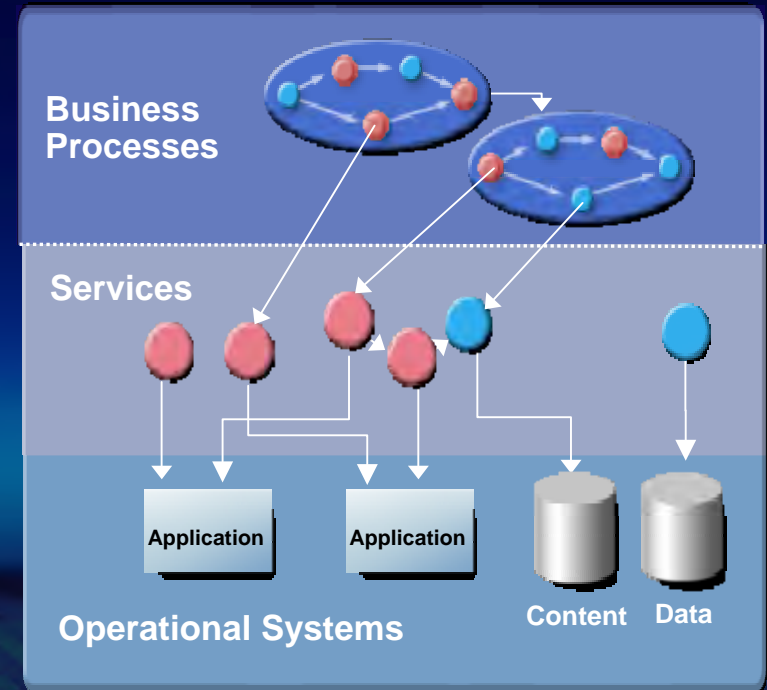 Business
Processes
Services
Application
Application
Content
Data
Operational Systems